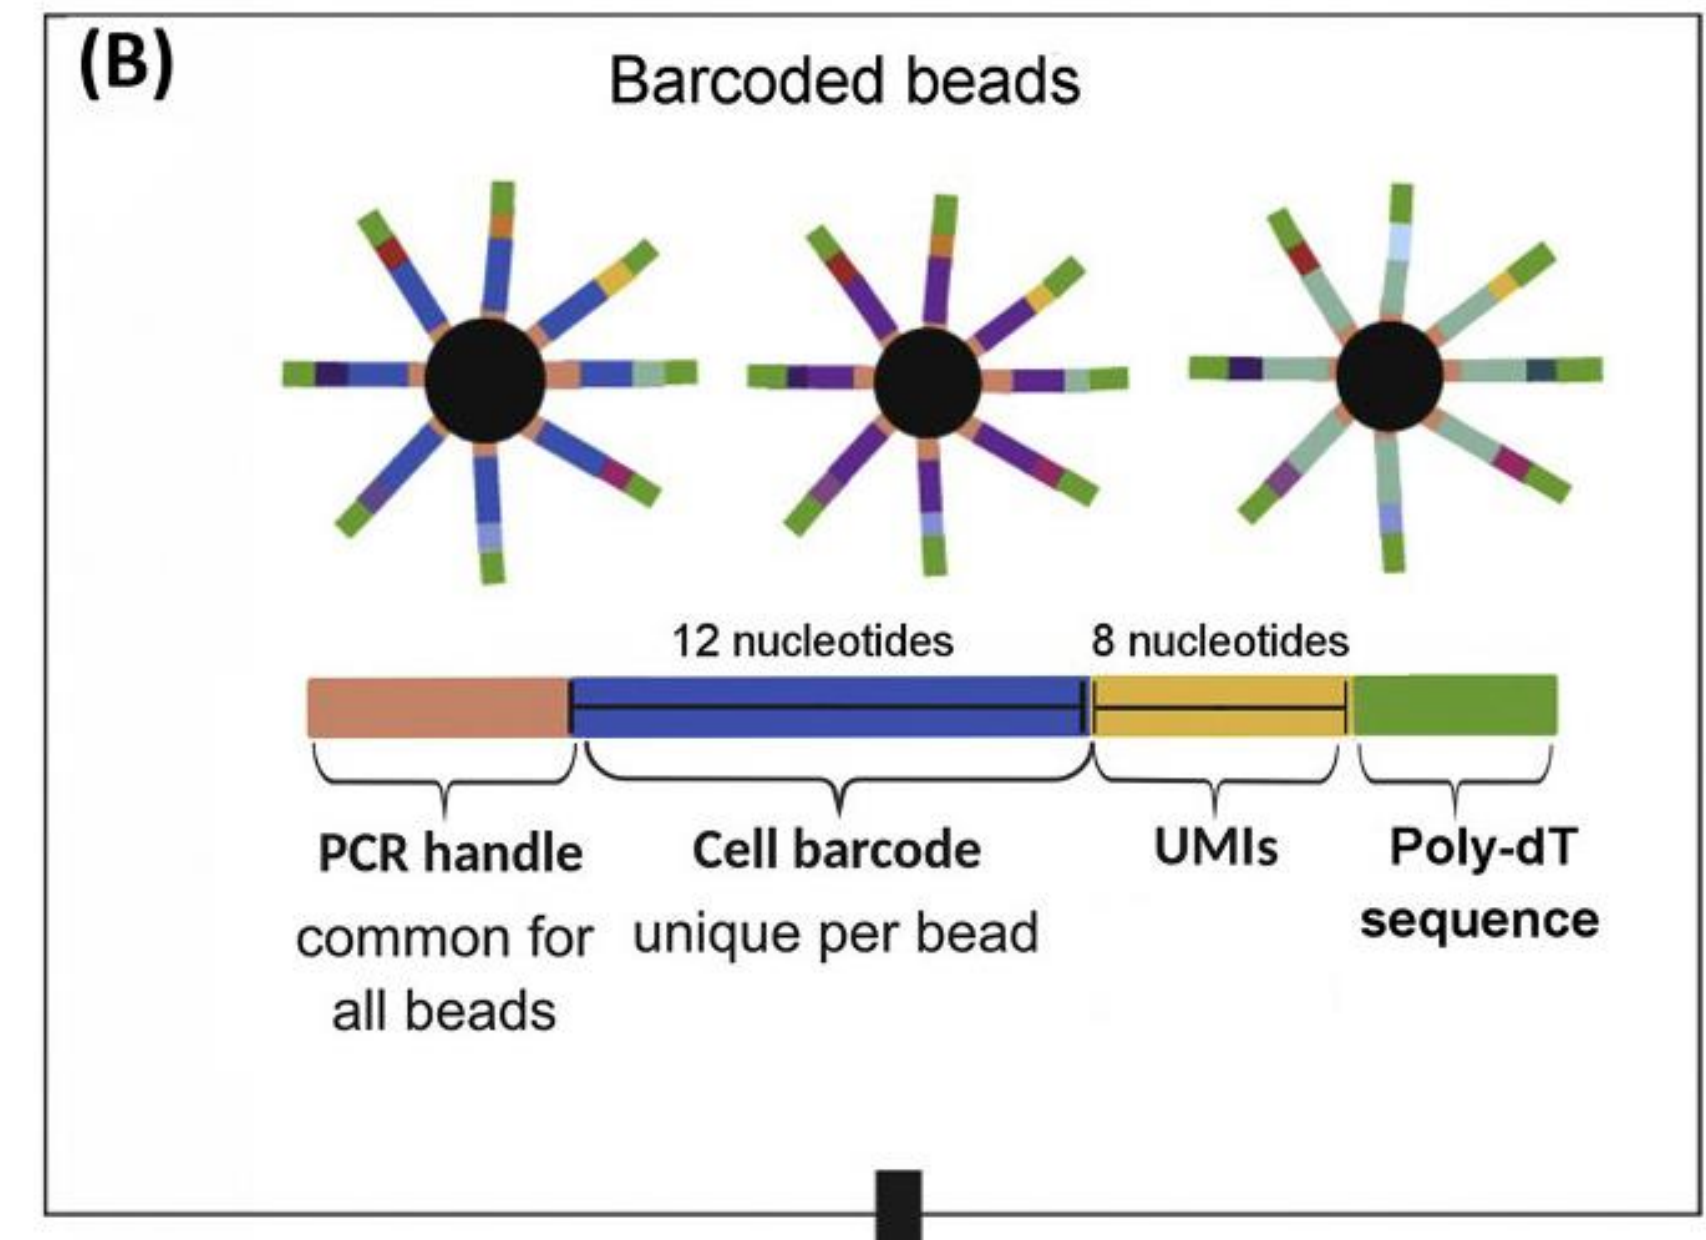 (B)
Barcoded beads
12 nucleotides
8 nucleotides
PCR handle
common for
all beads
Cell barcode
unique per bead
UMIs
Poly-dT
sequence